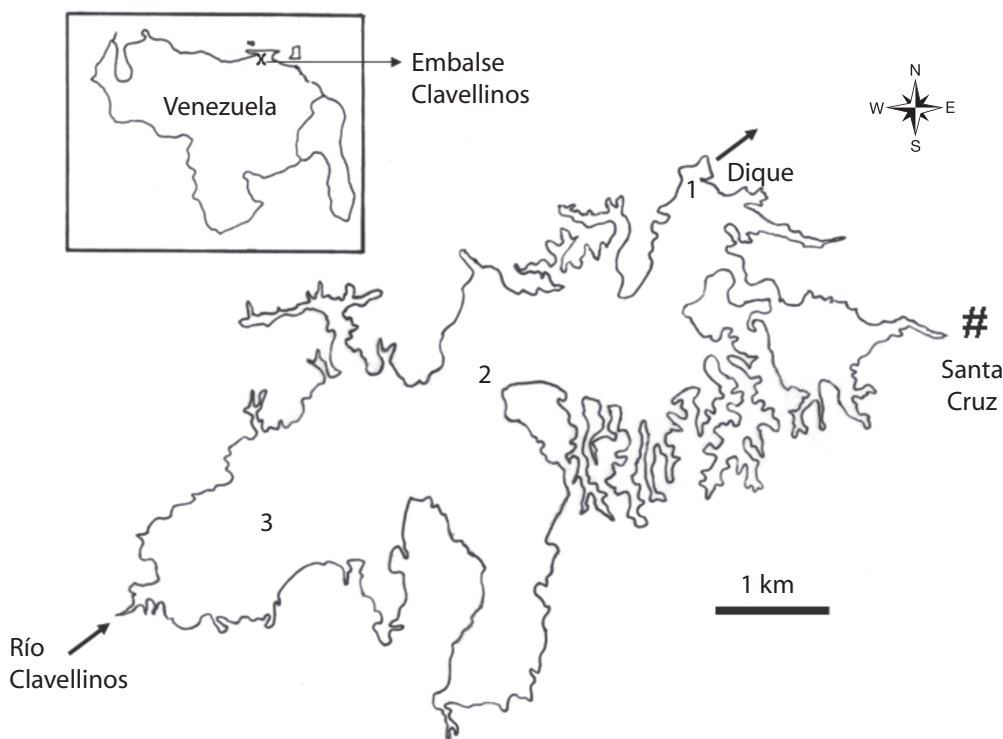 Embalse
Clavellinos
Venezuela
N
W
E
S
Dique
1
#
Santa
Cruz
2
3
1 km
Río
Clavellinos
X